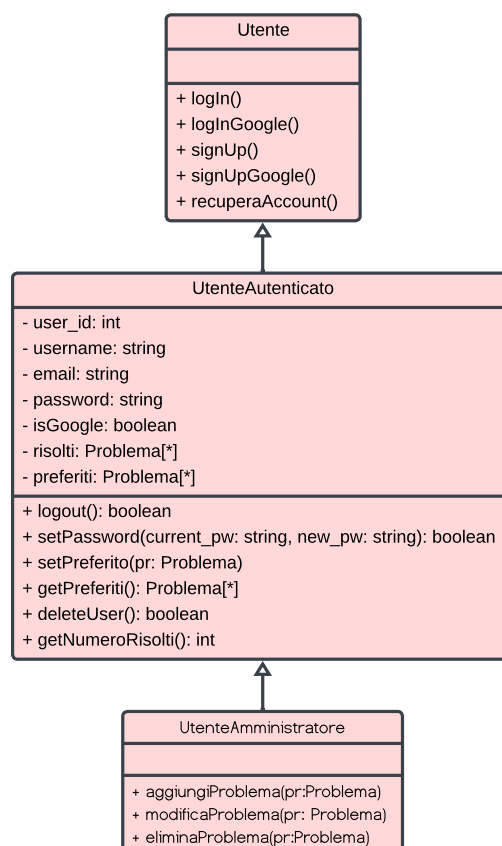 Utente
+ logIn()
+ logInGoogle()
+ signUp()
+ signUpGoogle()
+ recuperaAccount()
UtenteAutenticato
- user_id: int
- username: string
- email: string
- password: string
- isGoogle: boolean
- risolti: Problema[*]
- preferiti: Problema[*]
+ logout(): boolean
+ setPassword(current_pw: string, new_pw: string): boolean
+ setPreferito(pr: Problema)
+ getPreferiti(): Problema[*]
+ deleteUser(): boolean
+ getNumeroRisolti(): int
UtenteAmministratore
+ aggiungiProblema(pr:Problema)
+ modificaProblema(pr: Problema)
+ eliminaProblema(pr:Problema)